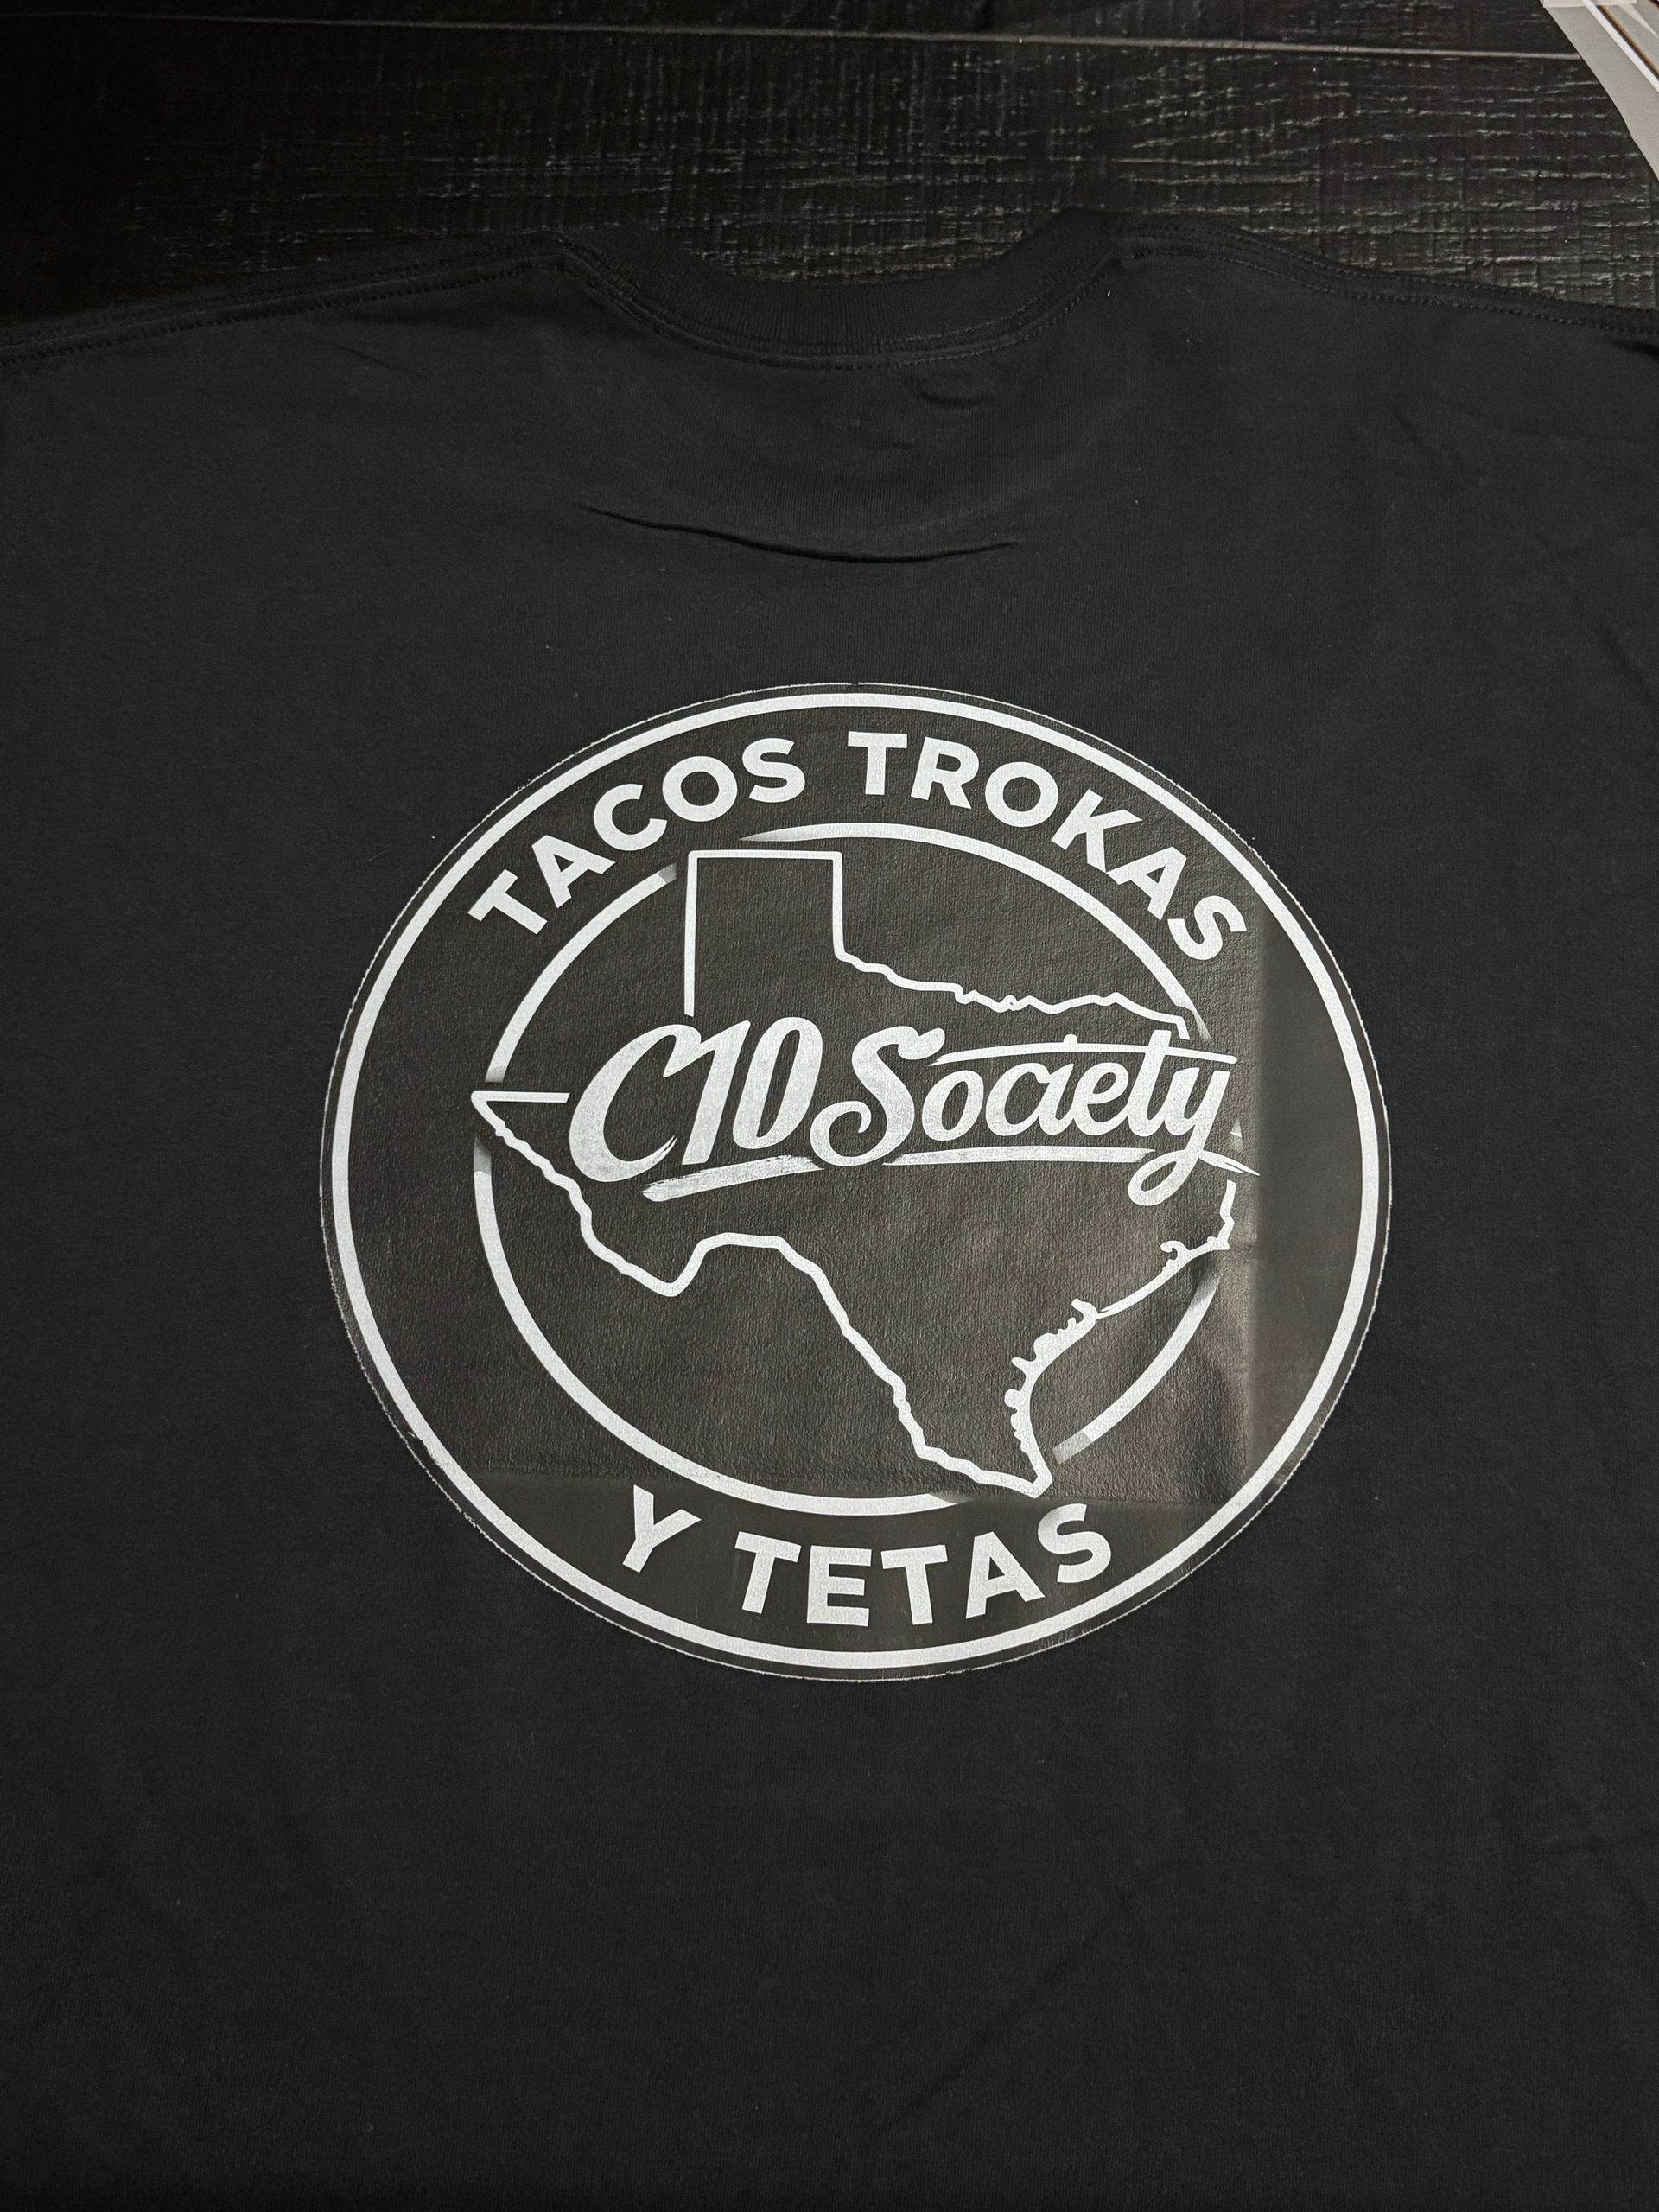 TACOS TROKAS
C10 Society
Y TETAS